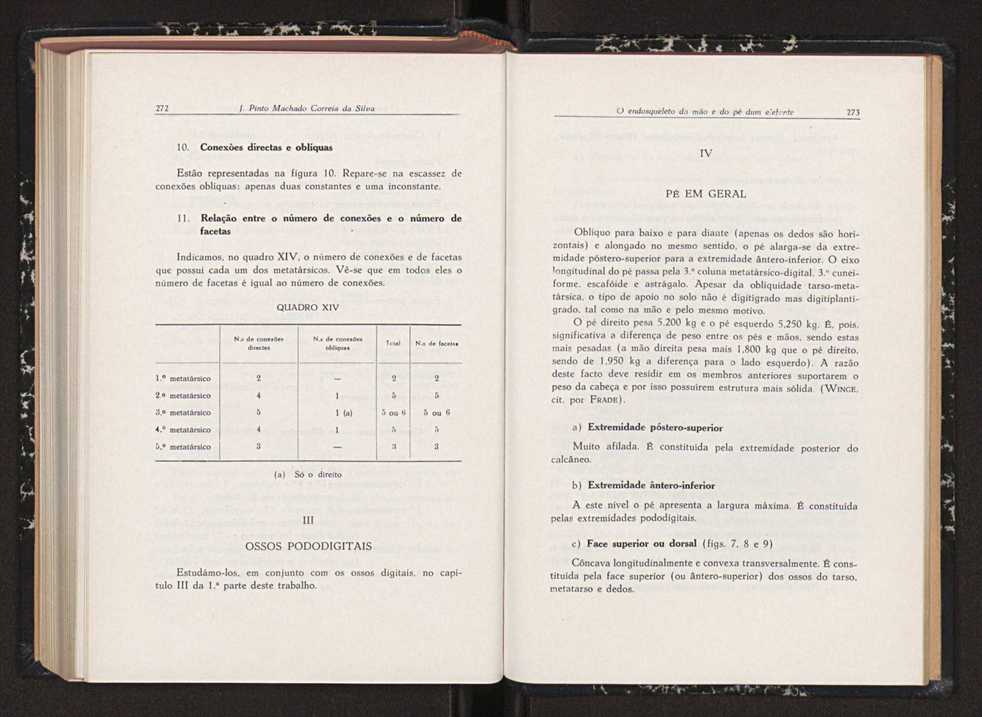 272 J. Pinto Machado Correia da Silva
10. Conexões directas e oblíquas
Estão representadas na figura 10. Repare-se na escassez de
conexões oblíquas: apenas duas constantes e uma inconstante.
11. Relação entre o número de conexões e o número de
facetas
Indicamos, no quadro XIV, o número de conexões e de facetas
que possui cada um dos metatársicos. Vê-se que em todos eles o
número de facetas é igual ao número de conexões.
QUADRO XIV
N.o de conexões directas | N.o de conexões oblíquas | Total | N.o de facetas
1.º metatársico 2 — 2 2
2.º metatársico 4 1 5 5
3.º metatársico 5 1 (a) 5 ou 6 5 ou 6
4.º metatársico 4 1 5 5
5.º metatársico 3 — 3 3
(a) Só o direito
III
OSSOS PODODIGITAIS
Estudámo-los, em conjunto com os ossos digitais, no capí-
tulo III da 1.ª parte deste trabalho.
O endosqueleto da mão e do pé dum elefante 273
IV
PÉ EM GERAL
Oblíquo para baixo e para diante (apenas os dedos são hori-
zontais) e alongado no mesmo sentido, o pé alarga-se da extre-
midade póstero-superior para a extremidade ântero-inferior. O eixo
longitudinal do pé passa pela 3.ª coluna metatársico-digital, 3.º cunei-
forme, escafóide e astrágalo. Apesar da obliquidade tarso-meta-
társica, o tipo de apoio no solo não é digitigrado mas digitiplanti-
grado, tal como na mão e pelo mesmo motivo.
O pé direito pesa 5,200 kg e o pé esquerdo 5,250 kg. É, pois,
significativa a diferença de peso entre os pés e mãos, sendo estas
mais pesadas (a mão direita pesa mais 1,800 kg que o pé direito,
sendo de 1,950 kg a diferença para o lado esquerdo). A razão
deste facto deve residir em os membros anteriores suportarem o
peso da cabeça e por isso possuirem estrutura mais sólida. (WINGE,
cit. por FRADE).
a) Extremidade póstero-superior
Muito afilada. É constituída pela extremidade posterior do
calcâneo.
b) Extremidade ântero-inferior
A este nível o pé apresenta a largura máxima. É constituída
pelas extremidades pododigitais.
c) Face superior ou dorsal (figs. 7, 8 e 9)
Côncava longitudinalmente e convexa transversalmente. É cons-
tituída pela face superior (ou ântero-superior) dos ossos do tarso,
metatarso e dedos.